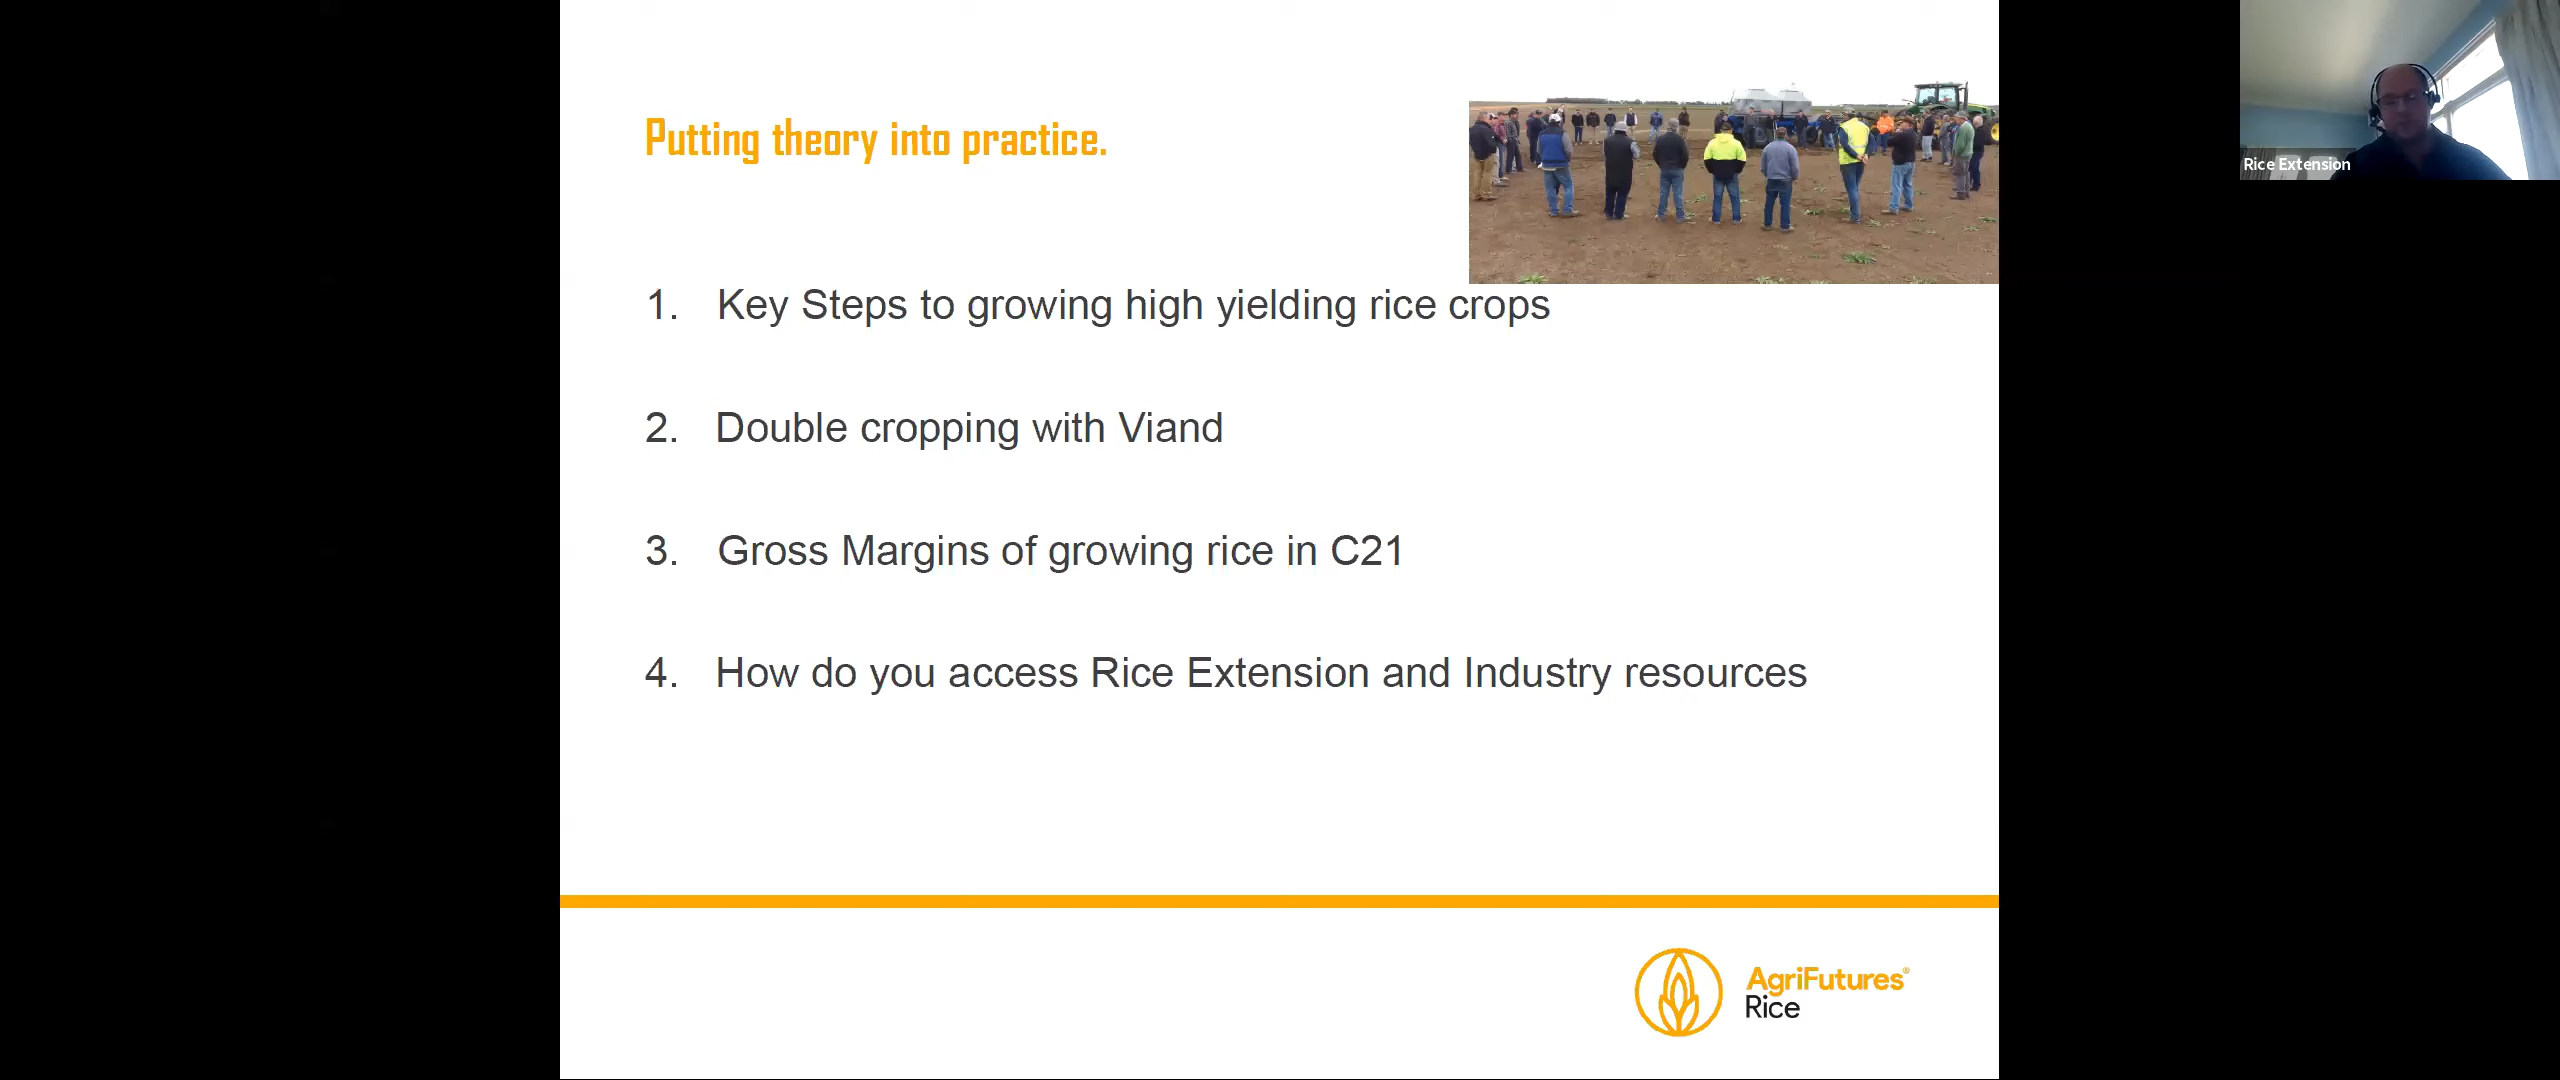 Putting theory into practice.
1. Key Steps to growing high yielding rice crops
2. Double cropping with Viand
3. Gross Margins of growing rice in C21
4. How do you access Rice Extension and Industry resources
AgriFutures®
Rice
Rice Extension